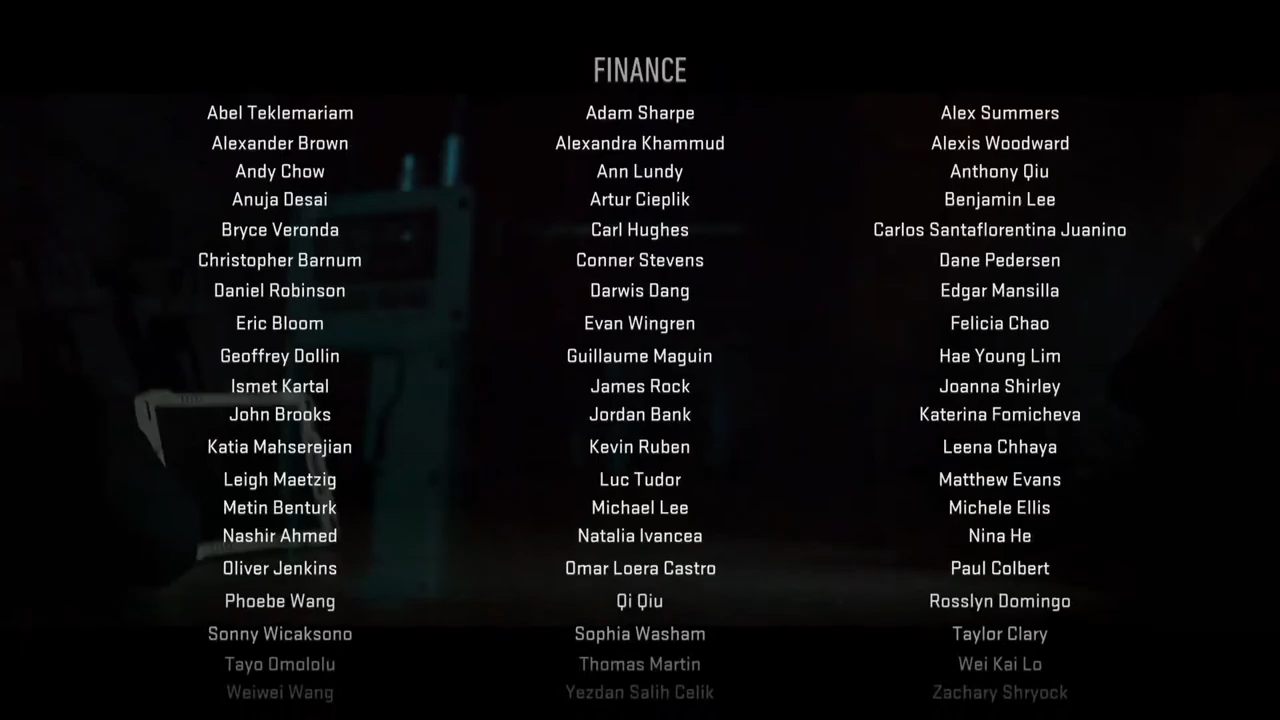 FINANCE
Abel Teklemariam Adam Sharpe Alex Summers
Alexander Brown Alexandra Khammud Alexis Woodward
Andy Chow Ann Lundy Anthony Qiu
Anuja Desai Artur Cieplik Benjamin Lee
Bryce Veronda Carl Hughes Carlos Santaflorentina Juanino
Christopher Barnum Conner Stevens Dane Pedersen
Daniel Robinson Darwis Dang Edgar Mansilla
Eric Bloom Evan Wingren Felicia Chao
Geoffrey Dollin Guillaume Maguin Hae Young Lim
Ismet Kartal James Rock Joanna Shirley
John Brooks Jordan Bank Katerina Fomicheva
Katia Mahserejian Kevin Ruben Leena Chhaya
Leigh Maetzig Luc Tudor Matthew Evans
Metin Benturk Michael Lee Michele Ellis
Nashir Ahmed Natalia Ivancea Nina He
Oliver Jenkins Omar Loera Castro Paul Colbert
Phoebe Wang Qi Qiu Rosslyn Domingo
Sonny Wicaksono Sophia Washam Taylor Clary
Tayo Omololu Thomas Martin Wei Kai Lo
Weiwei Wang Yezdan Salih Celik Zachary Shryock